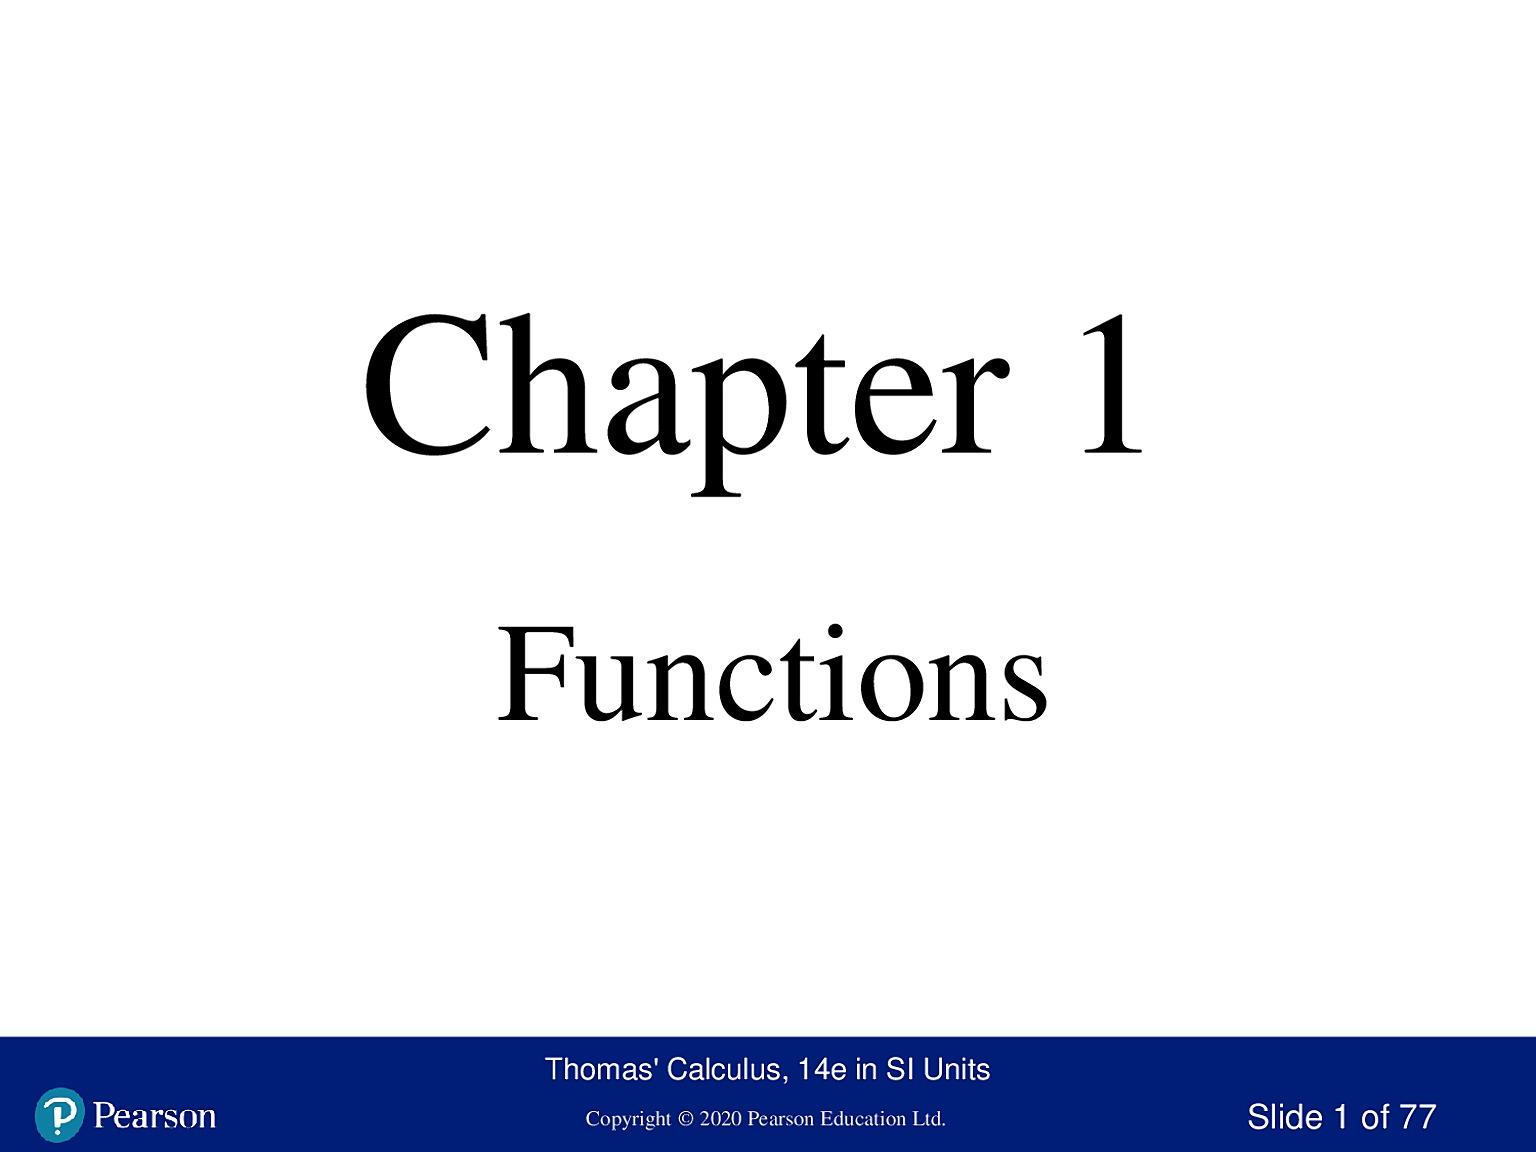 Chapter 1
Functions
Thomas' Calculus, 14e in SI Units
Pearson
Copyright © 2020 Pearson Education Ltd.
Slide 1 of 77